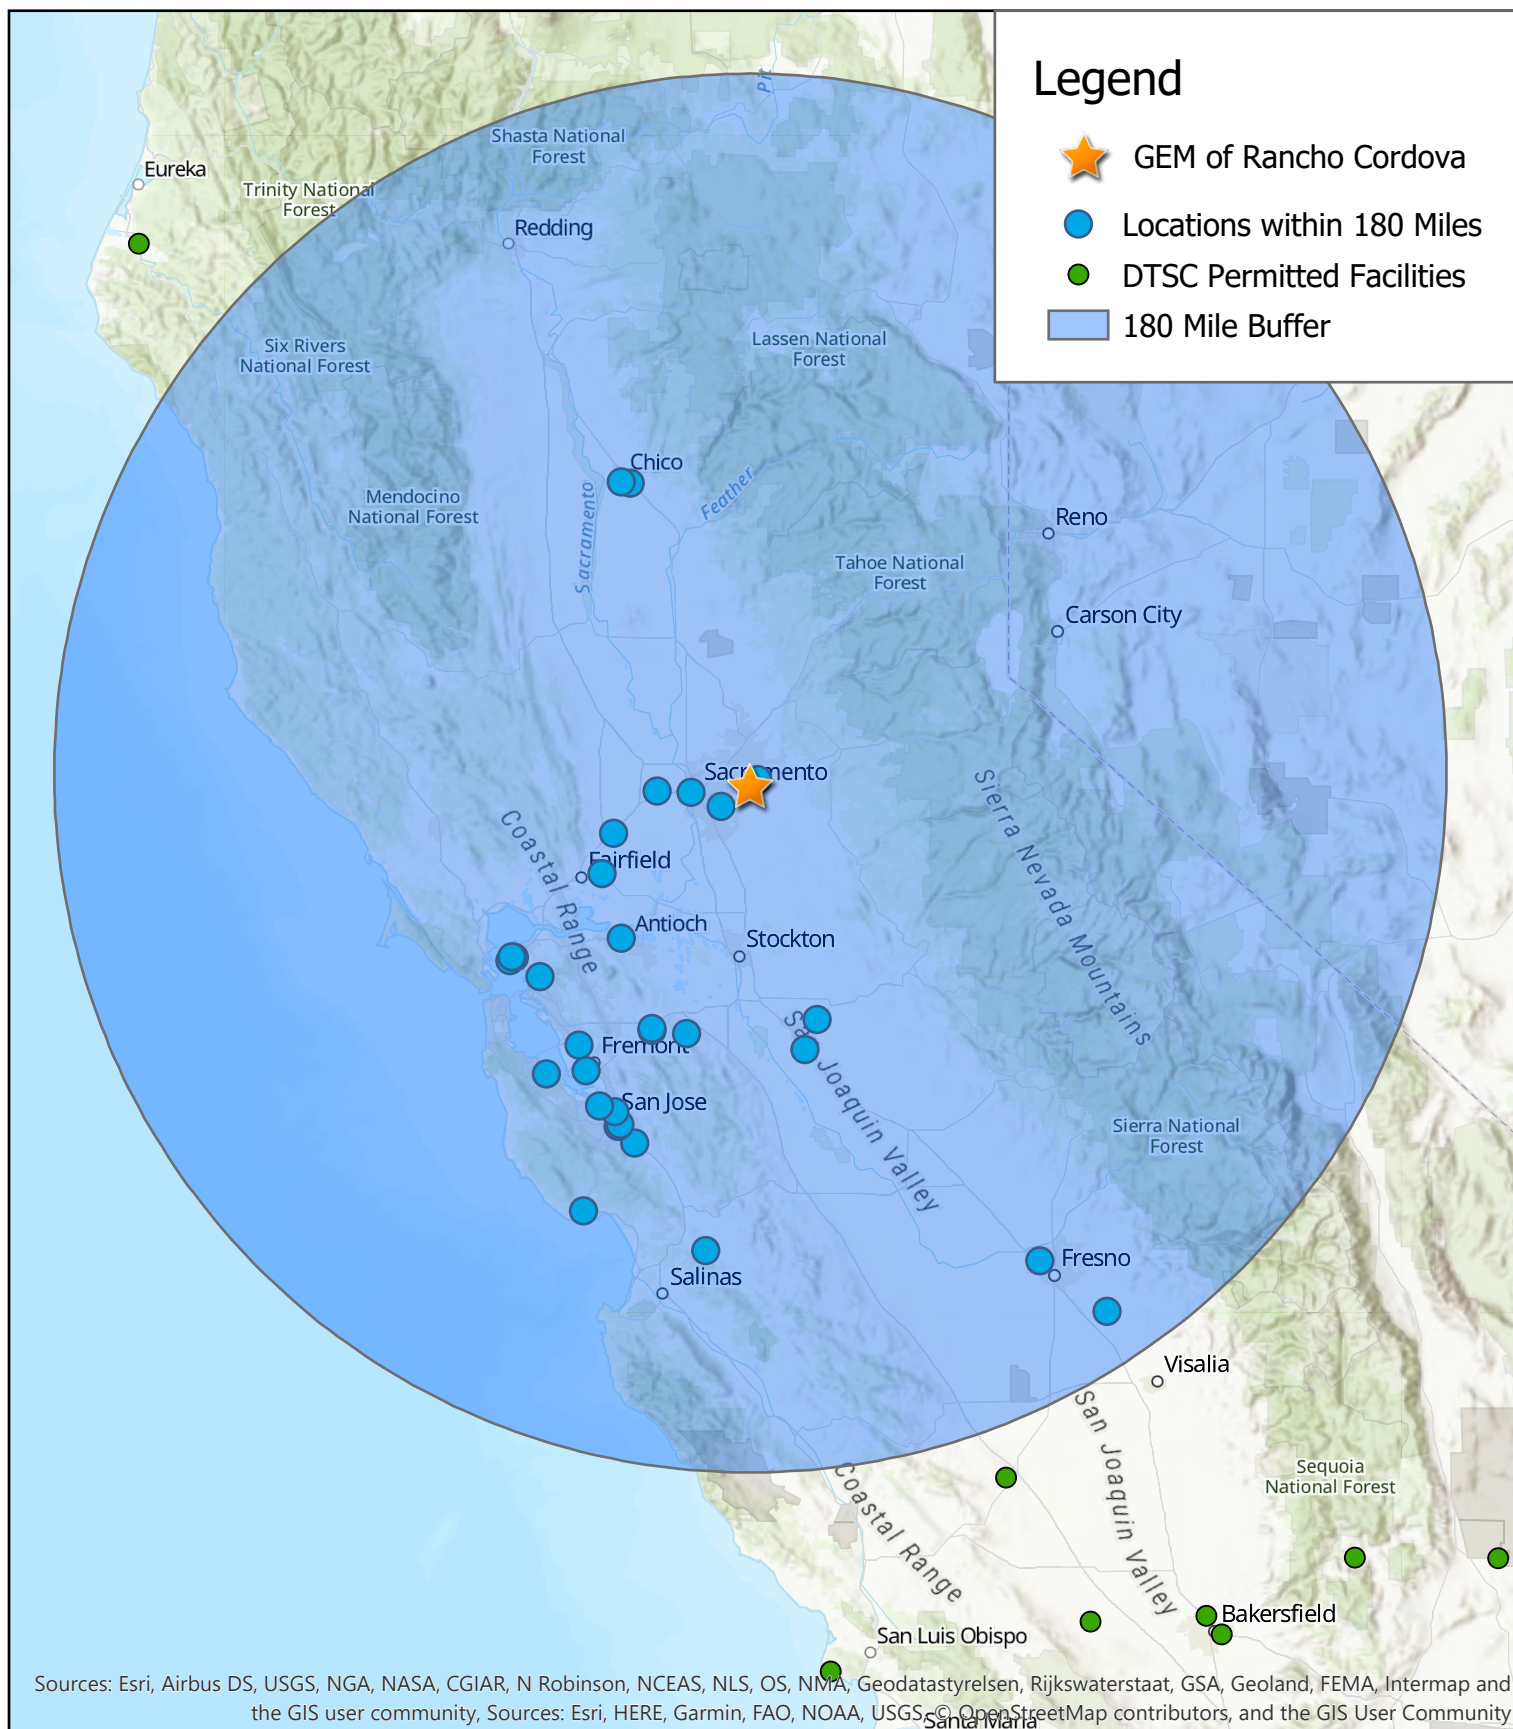 Legend
GEM of Rancho Cordova
Locations within 180 Miles
DTSC Permitted Facilities
180 Mile Buffer
Pit
Shasta National
Forest
Eureka
Trinity National
Forest
Redding
Six Rivers
National Forest
Lassen National
Forest
Chico
Feather
Mendocino
National Forest
Sacramento
Reno
Tahoe National
Forest
Carson City
Sacramento
Sierra Nevada Mountains
Coastal Range
Fairfield
Antioch
Stockton
San Joaquin Valley
Fremont
San Jose
Sierra National
Forest
Fresno
Salinas
Visalia
San Joaquin Valley
Coastal Range
Sequoia
National Forest
Bakersfield
San Luis Obispo
Sources: Esri, Airbus DS, USGS, NGA, NASA, CGIAR, N Robinson, NCEAS, NLS, OS, NMA, Geodatastyrelsen, Rijkswaterstaat, GSA, Geoland, FEMA, Intermap and
the GIS user community, Sources: Esri, HERE, Garmin, FAO, NOAA, USGS, © OpenStreetMap contributors, and the GIS User Community
Santa Maria